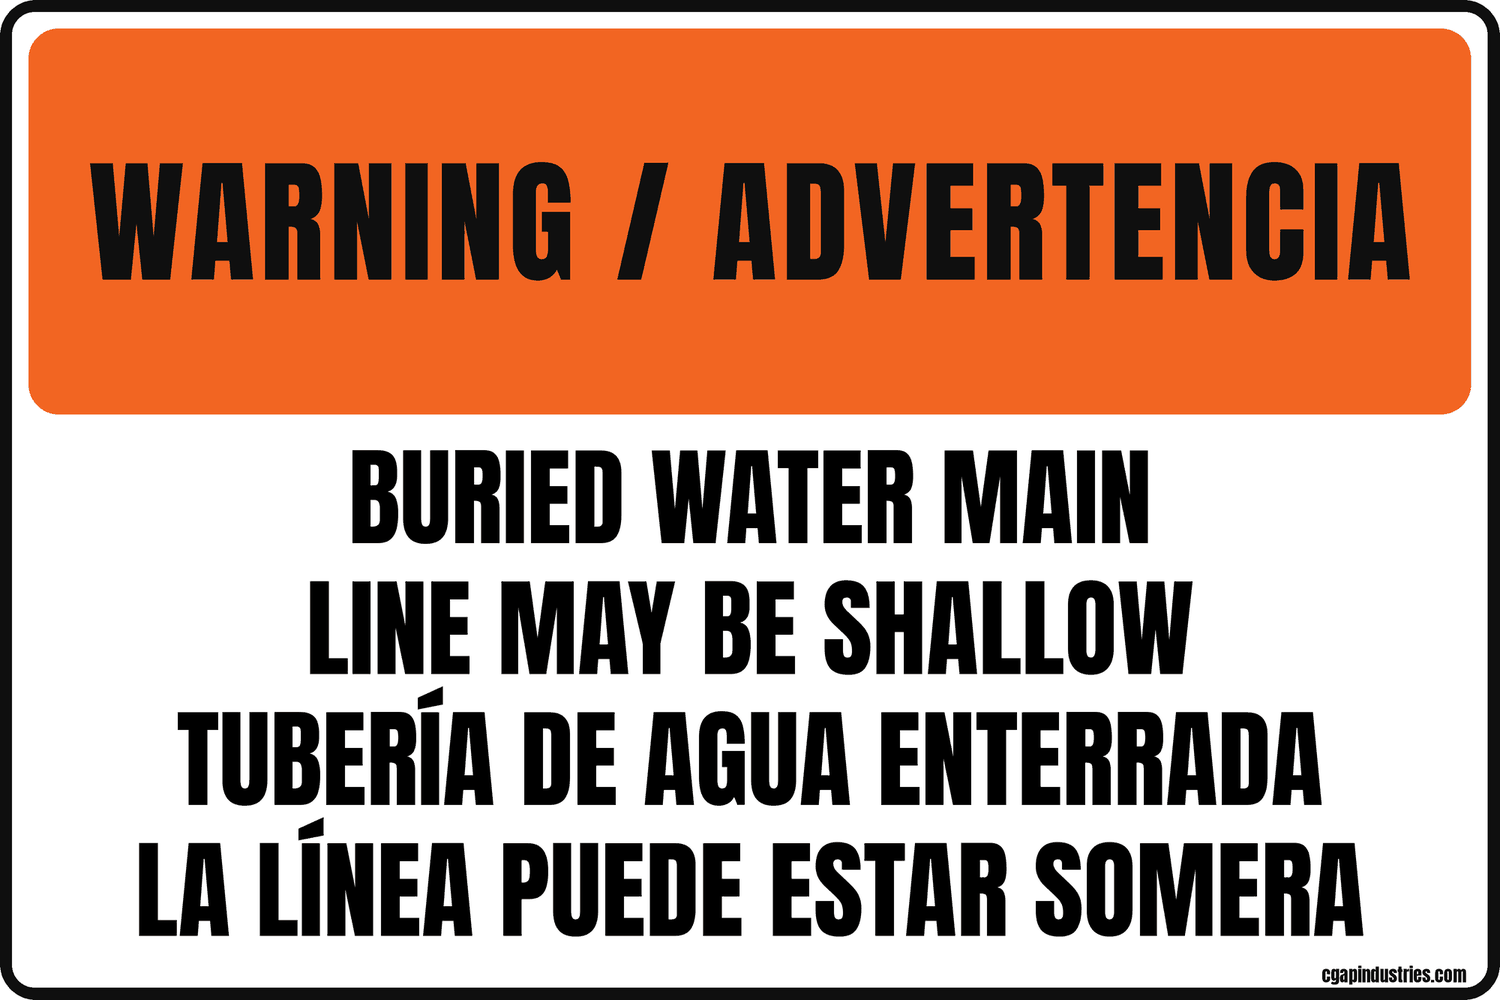 WARNING / ADVERTENCIA
BURIED WATER MAIN
LINE MAY BE SHALLOW
TUBERÍA DE AGUA ENTERRADA
LA LÍNEA PUEDE ESTAR SOMERA
cgapindustries.com